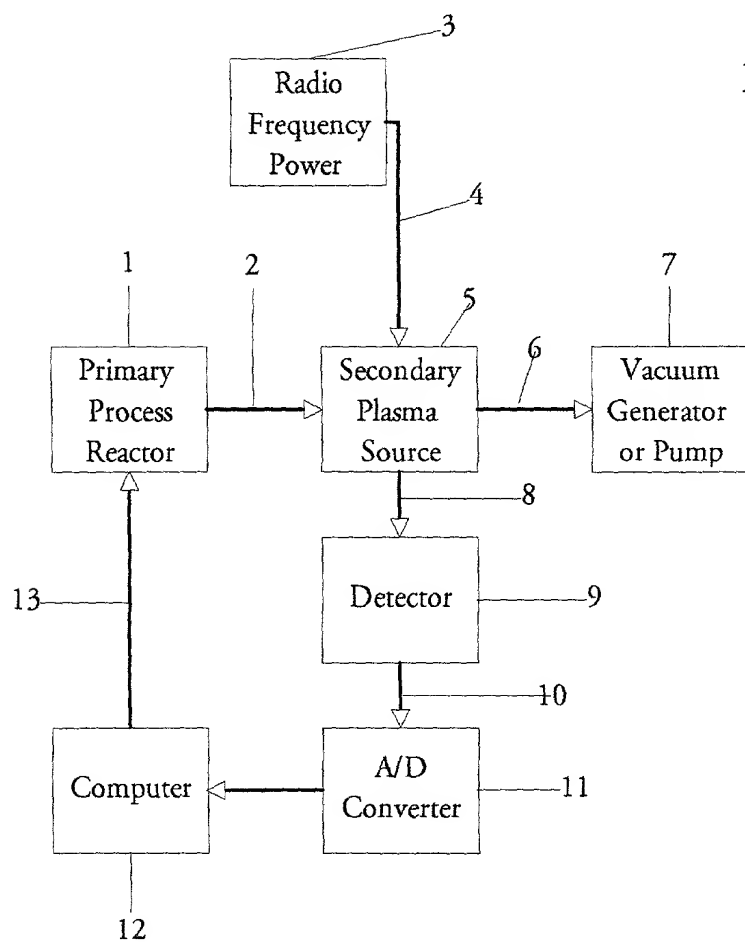 3
Radio
Frequency
Power
4
1
2
5
6
7
Primary
Process
Reactor
Secondary
Plasma
Source
Vacuum
Generator
or Pump
8
13
Detector
9
10
Computer
A/D
Converter
11
12